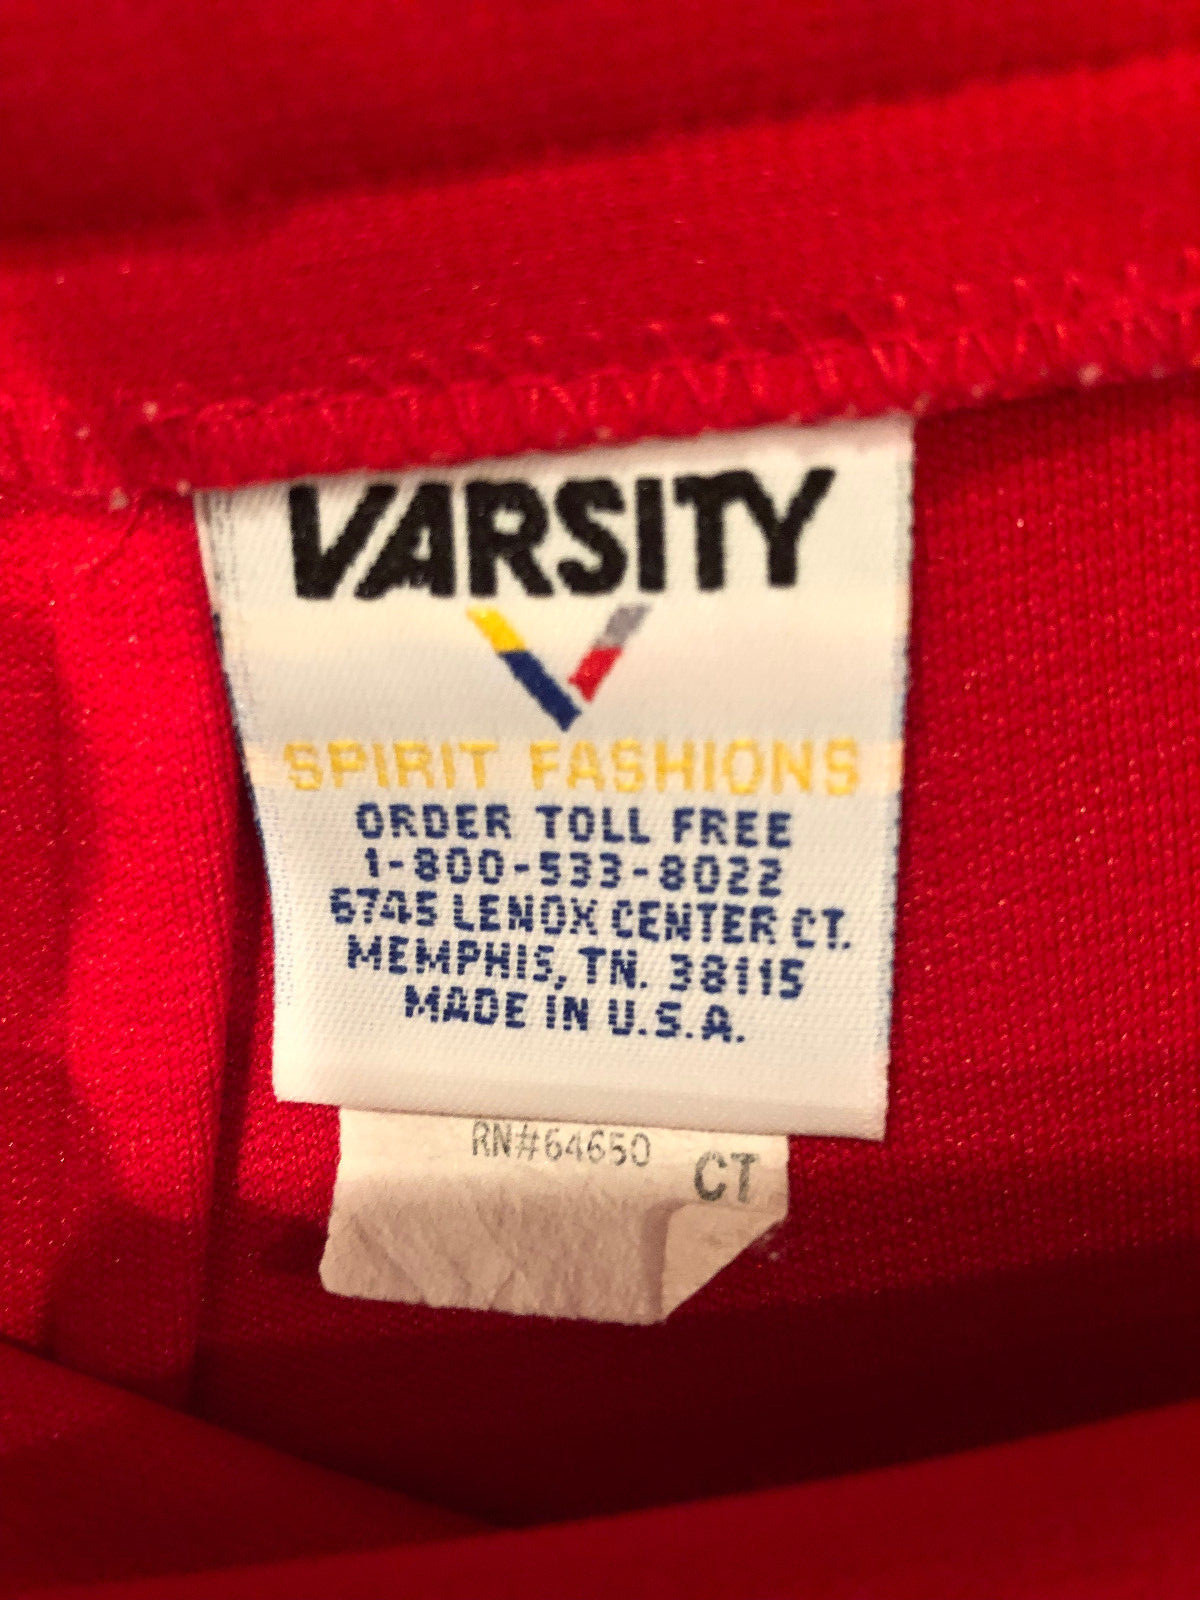 VARSITY
SPIRIT FASHIONS
ORDER TOLL FREE
1-800-533-8022
6745 LENOX CENTER CT.
MEMPHIS, TN. 38115
MADE IN U.S.A.
RN#64650
CT